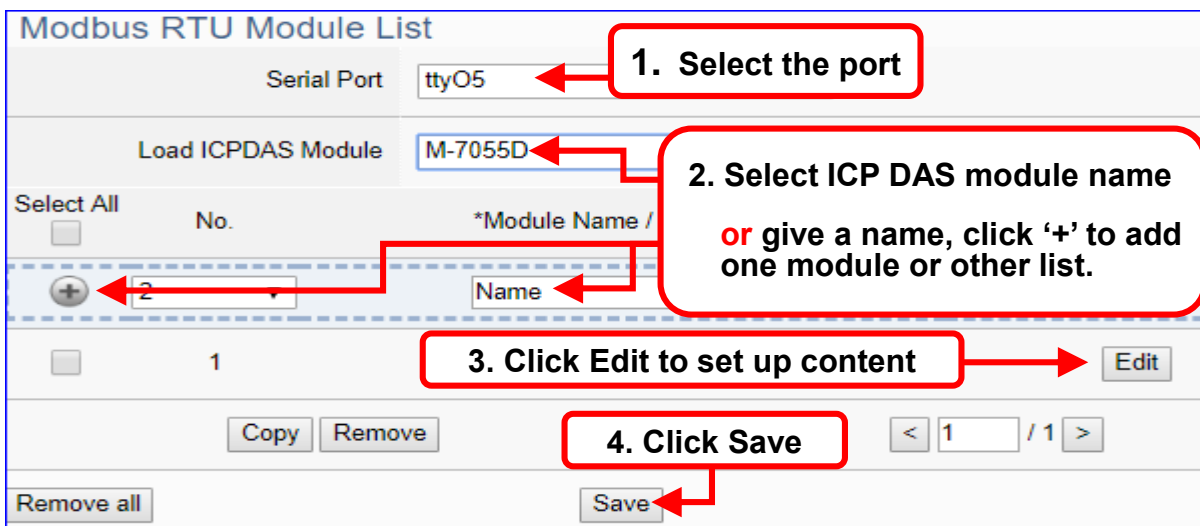 Modbus RTU Module List
1. Select the port
Serial Port
ttyO5
Load ICPDAS Module
M-7055D
2. Select ICP DAS module name
or give a name, click ‘+’ to add
one module or other list.
Select All
No.
*Module Name /
+
2
Name
1
3. Click Edit to set up content
Edit
Copy
Remove
4. Click Save
< 1 / 1 >
Remove all
Save